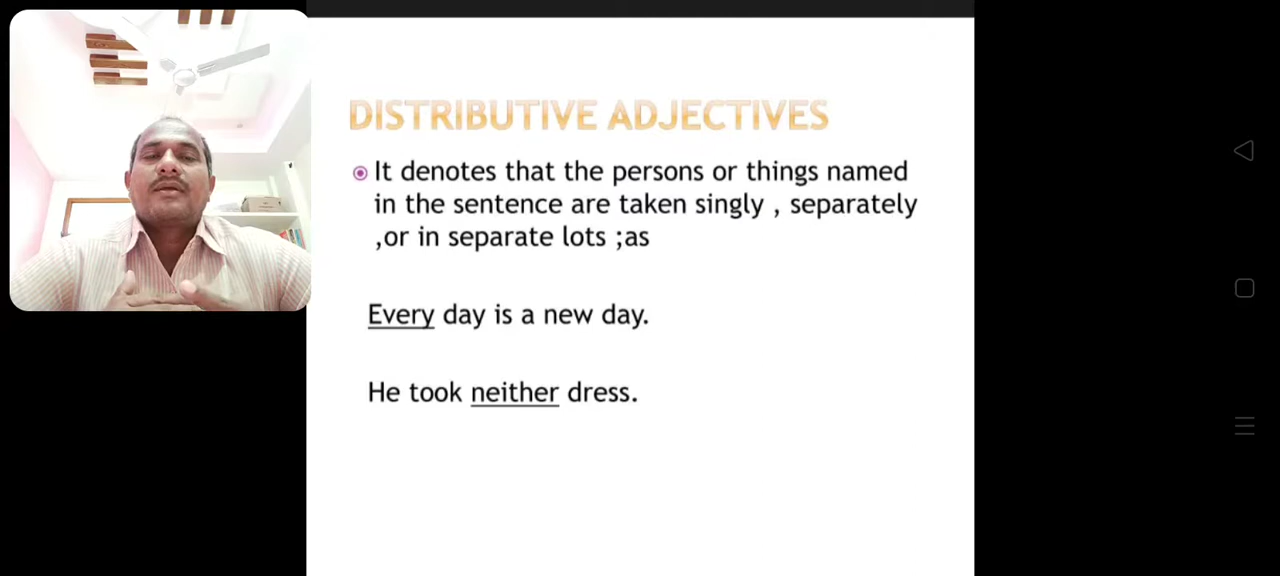 DISTRIBUTIVE ADJECTIVES
It denotes that the persons or things named
in the sentence are taken singly , separately
,or in separate lots ;as
Every day is a new day.
He took neither dress.